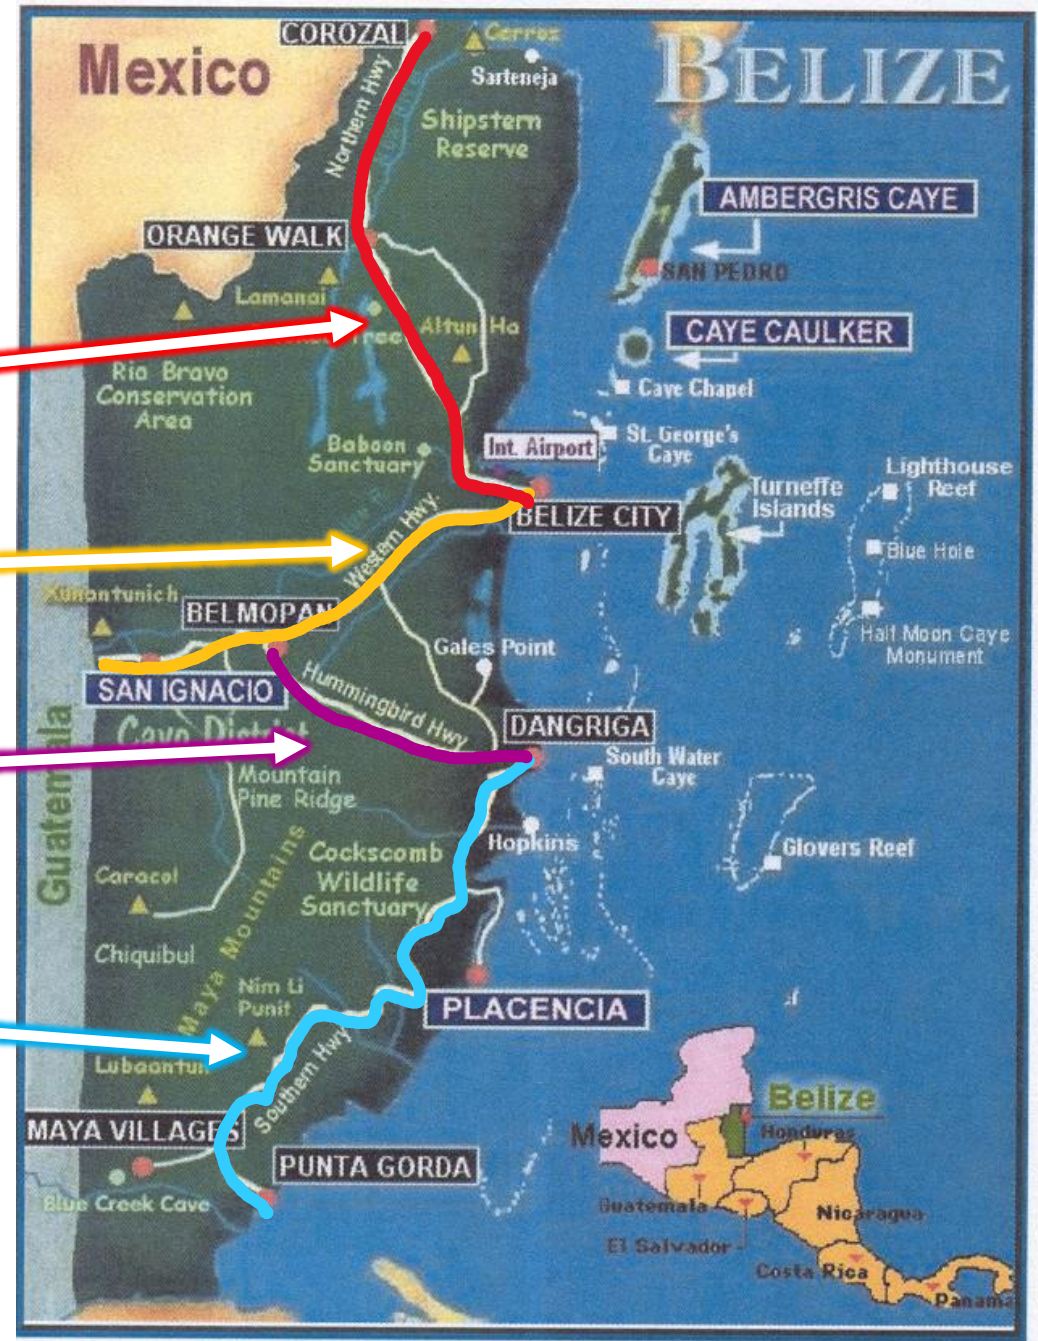 COROZAL
Cerros
Mexico
BELIZE
Sarteneja
Northern Hwy
Shipstern
Reserve
AMBERGRIS CAYE
ORANGE WALK
SAN PEDRO
Lamanai
Altun Ha
CAYE CAULKER
Tree
Rio Bravo
Conservation
Area
Caye Chapel
Baboon
Sanctuary
Int. Airport
St. George's
Caye
Lighthouse
Reef
Turneffe
Islands
BELIZE CITY
Western Hwy.
Blue Hole
Xunantunich
BELMOPAN
Half Moon Caye
Monument
Gales Point
SAN IGNACIO
Hummingbird Hwy
Cayo District
DANGRIGA
South Water
Caye
Mountain
Pine Ridge
Guatemala
Hopkins
Glovers Reef
Cockscomb
Wildlife
Sanctuary
Caracol
Maya Mountains
Chiquibul
Nim Li
Punit
PLACENCIA
Southern Hwy
Lubaantun
MAYA VILLAGES
PUNTA GORDA
Blue Creek Cave
Belize
Mexico
Honduras
Guatemala
Nicaragua
El Salvador
Costa Rica
Panama